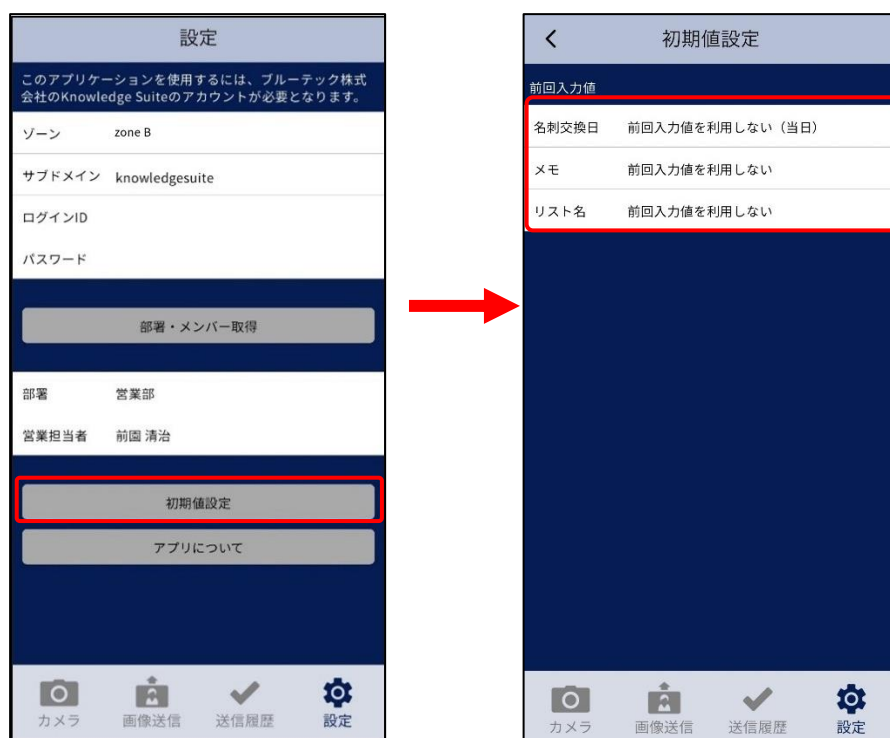 設定
このアプリケーションを使用するには、ブルーテック株式
会社のKnowledge Suiteのアカウントが必要となります。
ゾーン zone B
サブドメイン knowledgesuite
ログインID
パスワード
部署・メンバー取得
部署 営業部
営業担当者 前園 清治
初期値設定
アプリについて
カメラ 画像送信 送信履歴 設定
初期値設定
前回入力値
名刺交換日 前回入力値を利用しない（当日）
メモ 前回入力値を利用しない
リスト名 前回入力値を利用しない
カメラ 画像送信 送信履歴 設定